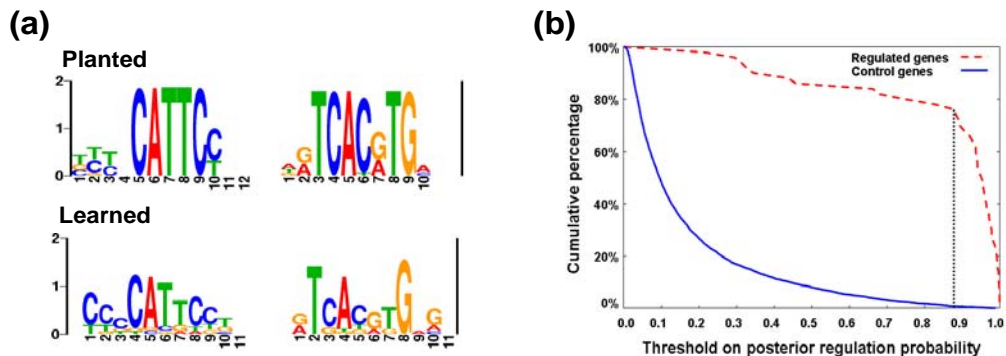 (a)
Planted
2
1
0
CATTCC
1 2 3 4 5 6 7 8 9 10 11 12
TCACGTG
1 2 3 4 5 6 7 8 9 10
Learned
2
1
0
CCCCATTCCT
1 2 3 4 5 6 7 8 9 10 11
GTCACGTGGG
1 2 3 4 5 6 7 8 9 10 11
(b)
Regulated genes
Control genes
Cumulative percentage
100%
80%
60%
40%
20%
0%
0.0 0.1 0.2 0.3 0.4 0.5 0.6 0.7 0.8 0.9 1.0
Threshold on posterior regulation probability